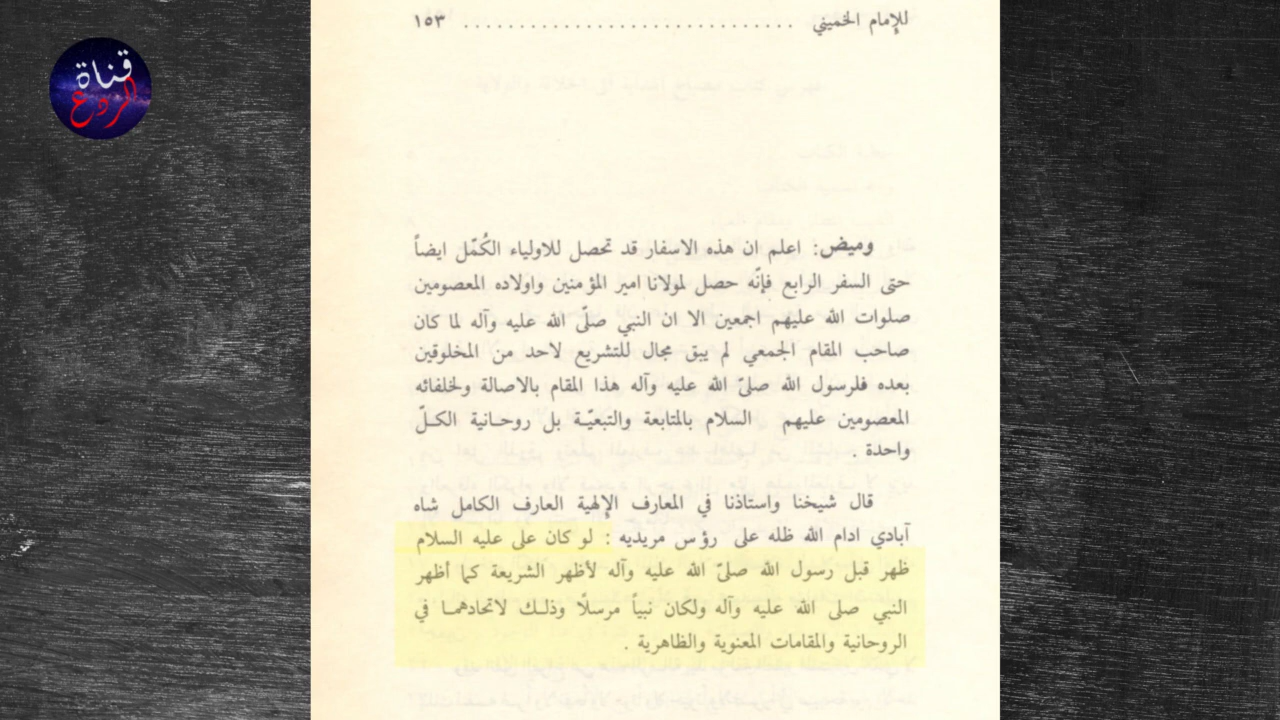 قناة
الردع
للإمام الخميني ............................ ١٥٣
وميض: اعلم ان هذه الاسفار قد تحصل للاولياء الكُمّل ايضاً
حتى السفر الرابع فإنّه حصل لمولانا امير المؤمنين واولاده المعصومين
صلوات الله عليهم اجمعين الا ان النبي صلّى الله عليه وآله لما كان
صاحب المقام الجمعي لم يبق مجال للتشريع لاحد من المخلوقين
بعده فلرسول الله صلىّ الله عليه وآله هذا المقام بالاصالة ولخلفائه
المعصومين عليهم السلام بالمتابعة والتبعيّة بل روحانية الكلّ
واحدة .
قال شيخنا واستاذنا في المعارف الإلهية العارف الكامل شاه
آبادي ادام الله ظله على رؤس مريديه : لو كان على عليه السلام
ظهر قبل رسول الله صلىّ الله عليه وآله لأظهر الشريعة كما أظهر
النبي صلى الله عليه وآله ولكان نبياً مرسلًا وذلك لاتحادهما في
الروحانية والمقامات المعنوية والظاهرية .